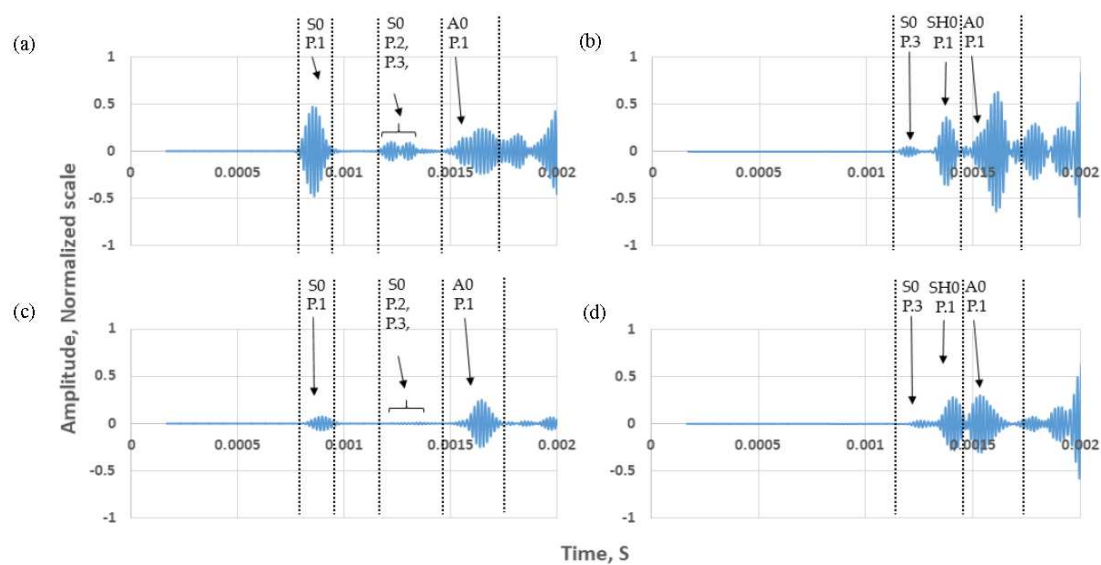 (a)
S0 S0 A0
P.1 P.2, P.1
P.3,
1
0.5
0
0 0.0005 0.001 0.0015 0.002
-0.5
-1
(b)
S0 SH0 A0
P.3 P.1 P.1
1
0.5
0
0 0.0005 0.001 0.0015 0.002
-0.5
-1
Amplitude, Normalized scale
(c)
S0 S0 A0
P.1 P.2, P.1
P.3,
1
0.5
0
0 0.0005 0.001 0.0015 0.002
-0.5
-1
(d)
S0 SH0 A0
P.3 P.1 P.1
1
0.5
0
0 0.0005 0.001 0.0015 0.002
-0.5
-1
Time, S